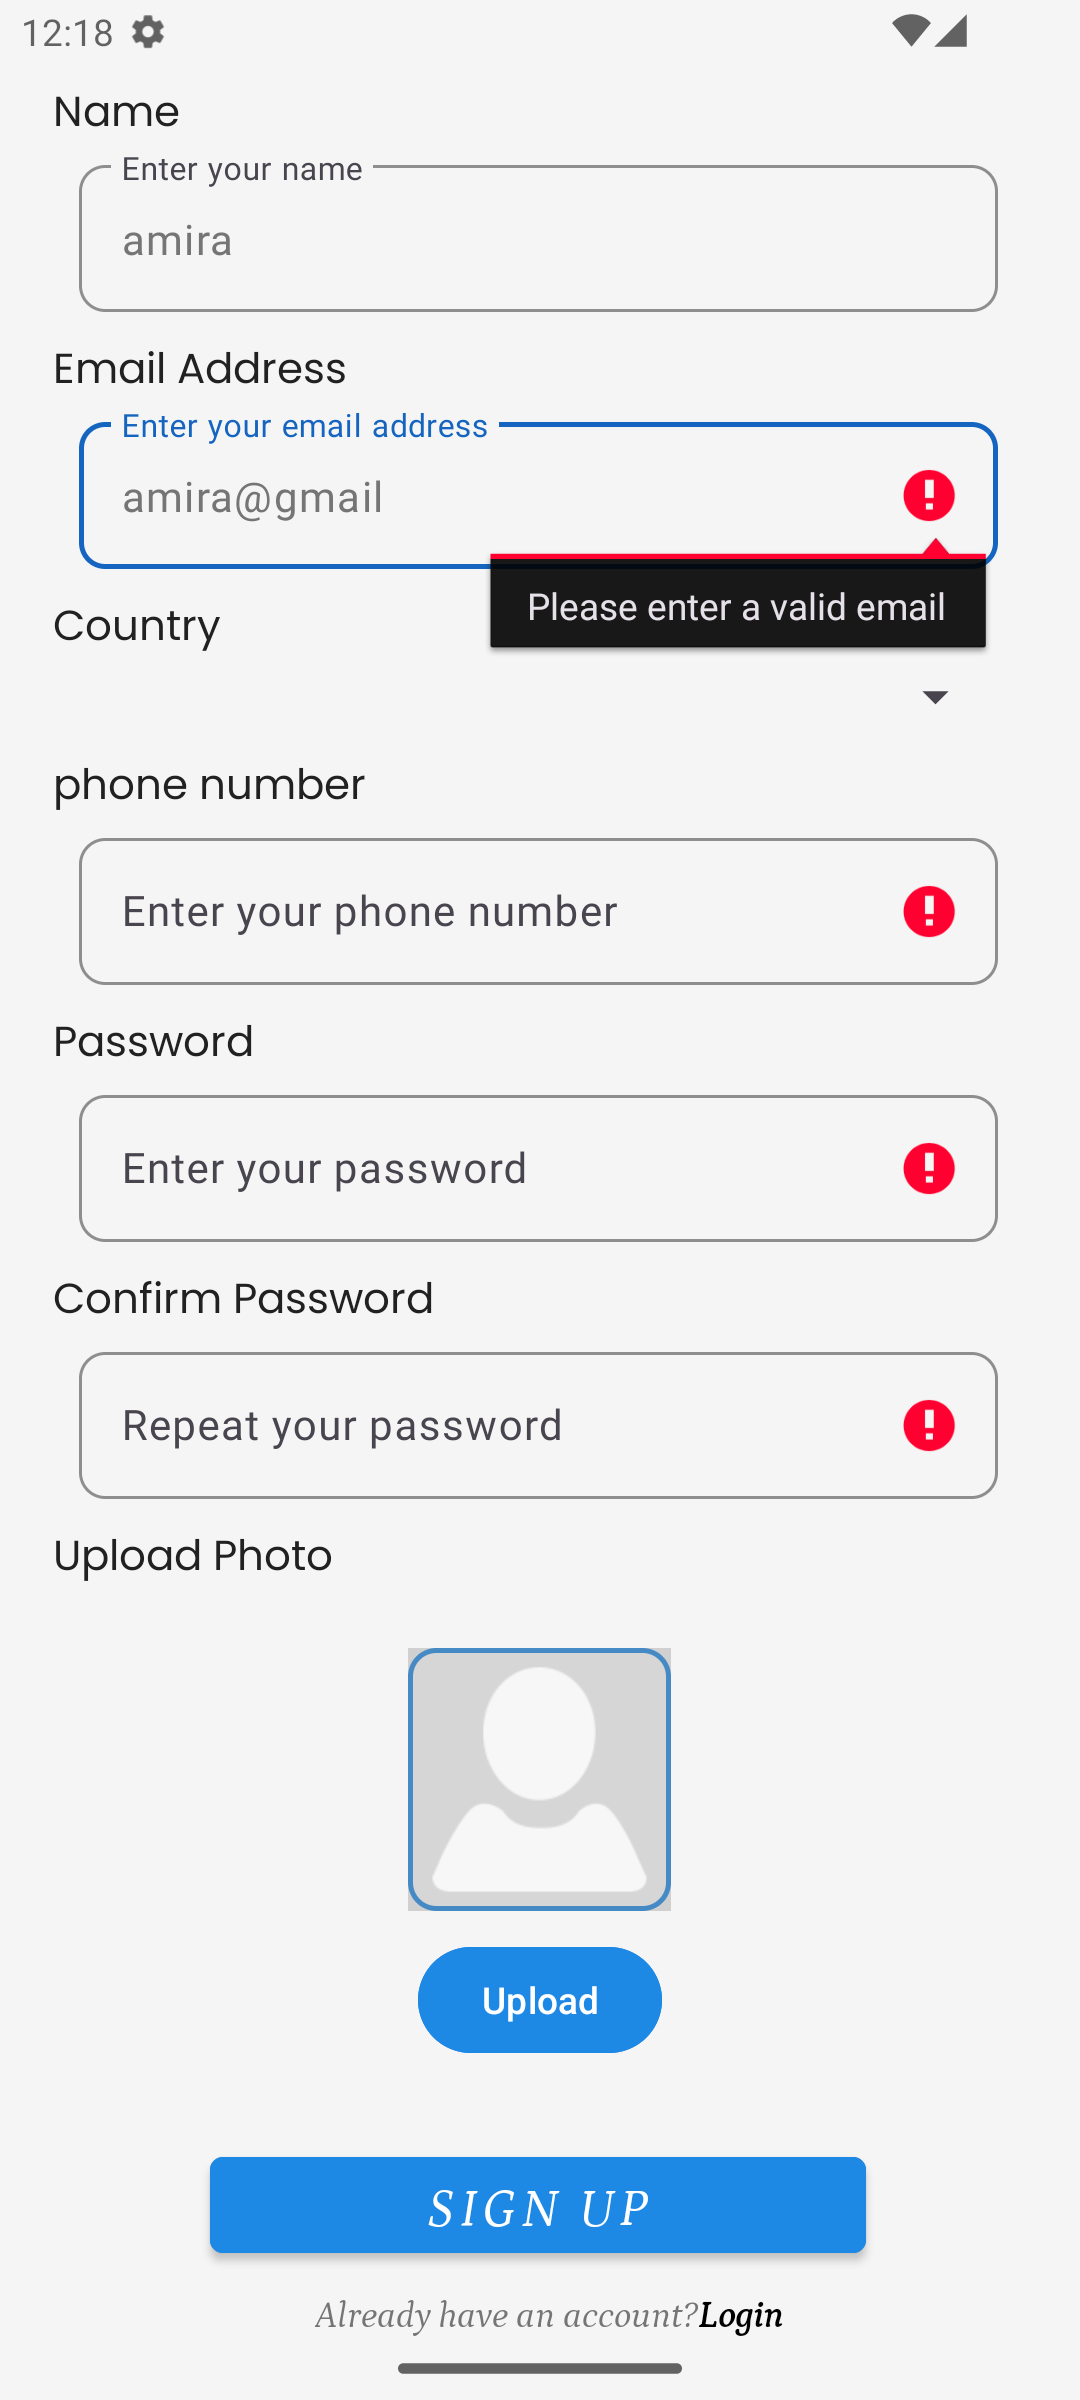 12:18
Name
Enter your name
amira
Email Address
Enter your email address
amira@gmail
Please enter a valid email
Country
phone number
Enter your phone number
Password
Enter your password
Confirm Password
Repeat your password
Upload Photo
Upload
SIGN UP
Already have an account?Login